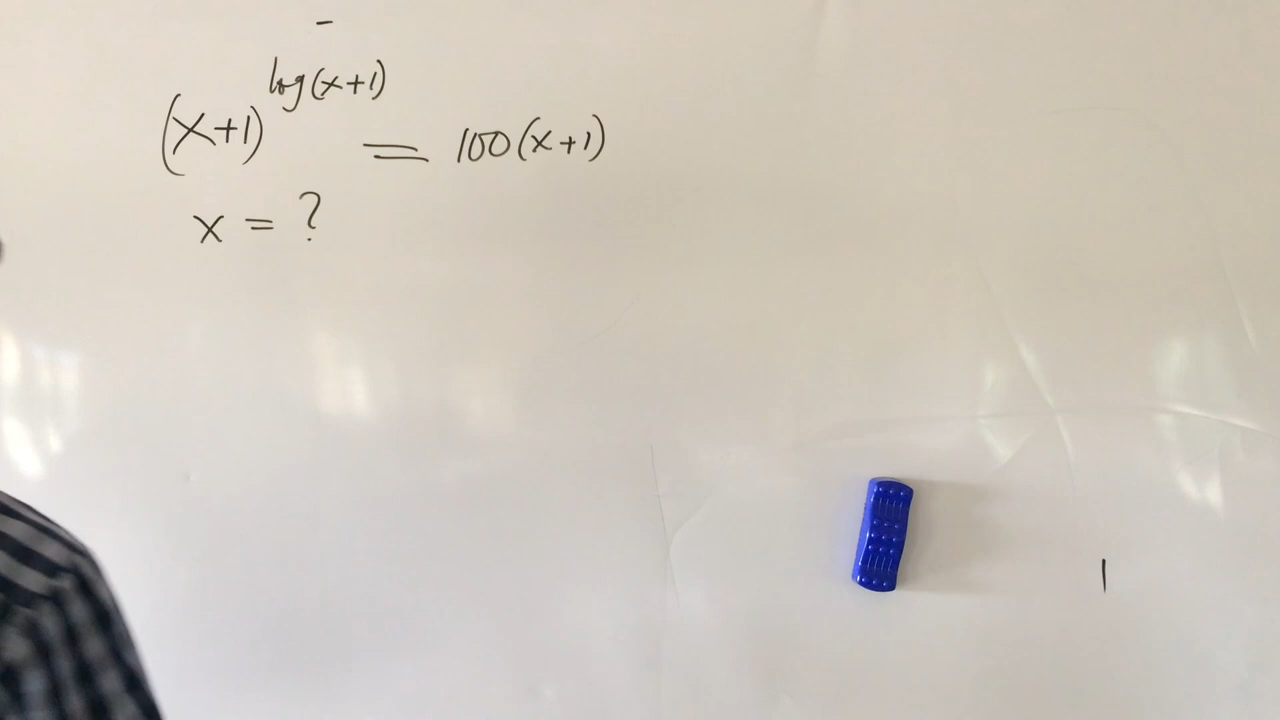 (x+1)^log(x+1) = 100(x+1)
x = ?